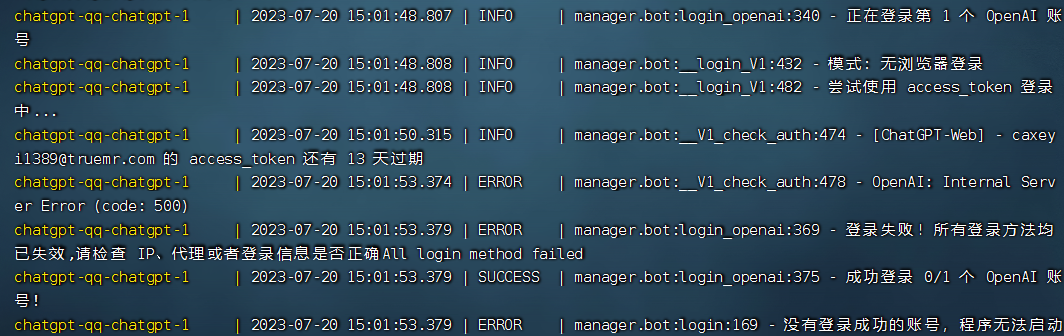 chatgpt-qq-chatgpt-1     | 2023-07-20 15:01:48.807 | INFO     | manager.bot:login_openai:340 - 正在登录第 1 个 OpenAI 账
号
chatgpt-qq-chatgpt-1     | 2023-07-20 15:01:48.808 | INFO     | manager.bot:__login_V1:432 - 模式: 无浏览器登录
chatgpt-qq-chatgpt-1     | 2023-07-20 15:01:48.808 | INFO     | manager.bot:__login_V1:482 - 尝试使用 access_token 登录
中...
chatgpt-qq-chatgpt-1     | 2023-07-20 15:01:50.315 | INFO     | manager.bot:__V1_check_auth:474 - [ChatGPT-Web] - caxey
i1389@truemr.com 的 access_token 还有 13 天过期
chatgpt-qq-chatgpt-1     | 2023-07-20 15:01:53.374 | ERROR    | manager.bot:__V1_check_auth:478 - OpenAI: Internal Serv
er Error (code: 500)
chatgpt-qq-chatgpt-1     | 2023-07-20 15:01:53.379 | ERROR    | manager.bot:login_openai:369 - 登录失败! 所有登录方法均
已失效,请检查 IP、代理或者登录信息是否正确All login method failed
chatgpt-qq-chatgpt-1     | 2023-07-20 15:01:53.379 | SUCCESS  | manager.bot:login_openai:375 - 成功登录 0/1 个 OpenAI 账
号!
chatgpt-qq-chatgpt-1     | 2023-07-20 15:01:53.379 | ERROR    | manager.bot:login:169 - 没有登录成功的账号，程序无法启动